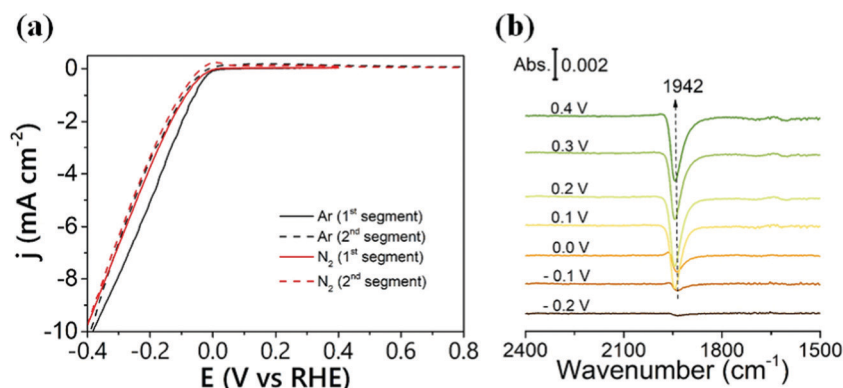 (a)
j (mA cm⁻²)
0
-2
-4
-6
-8
-10
Ar (1ˢᵗ segment)
Ar (2ⁿᵈ segment)
N₂ (1ˢᵗ segment)
N₂ (2ⁿᵈ segment)
-0.4 -0.2 0.0 0.2 0.4 0.6 0.8
E (V vs RHE)
(b)
Abs. 0.002
1942
0.4 V
0.3 V
0.2 V
0.1 V
0.0 V
- 0.1 V
- 0.2 V
2400 2100 1800 1500
Wavenumber (cm⁻¹)